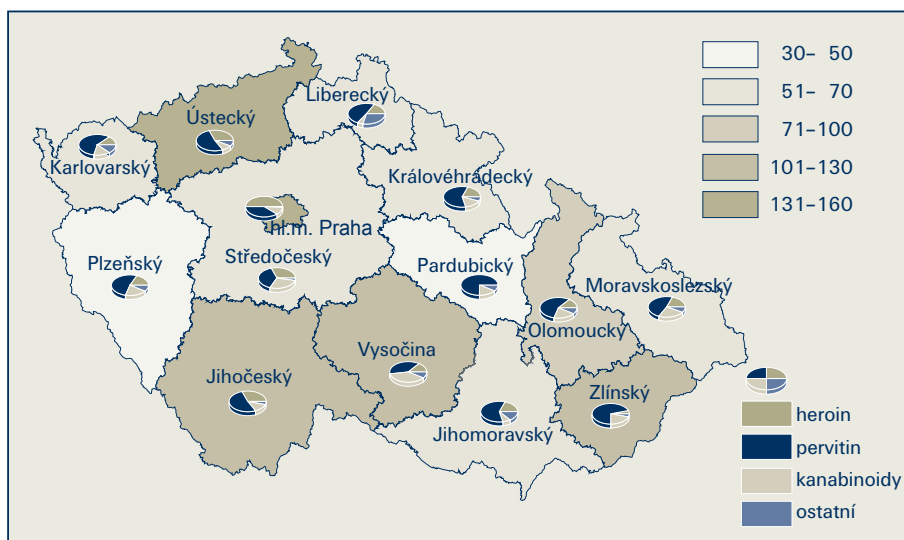 30– 50
51– 70
71–100
101–130
131–160
Liberecký
Ústecký
Karlovarský
Královéhrádecký
hl.m. Praha
Plzeňský
Středočeský
Pardubický
Moravskoslezský
Olomoucký
Vysočina
Jihočeský
Zlínský
Jihomoravský
heroin
pervitin
kanabinoidy
ostatní